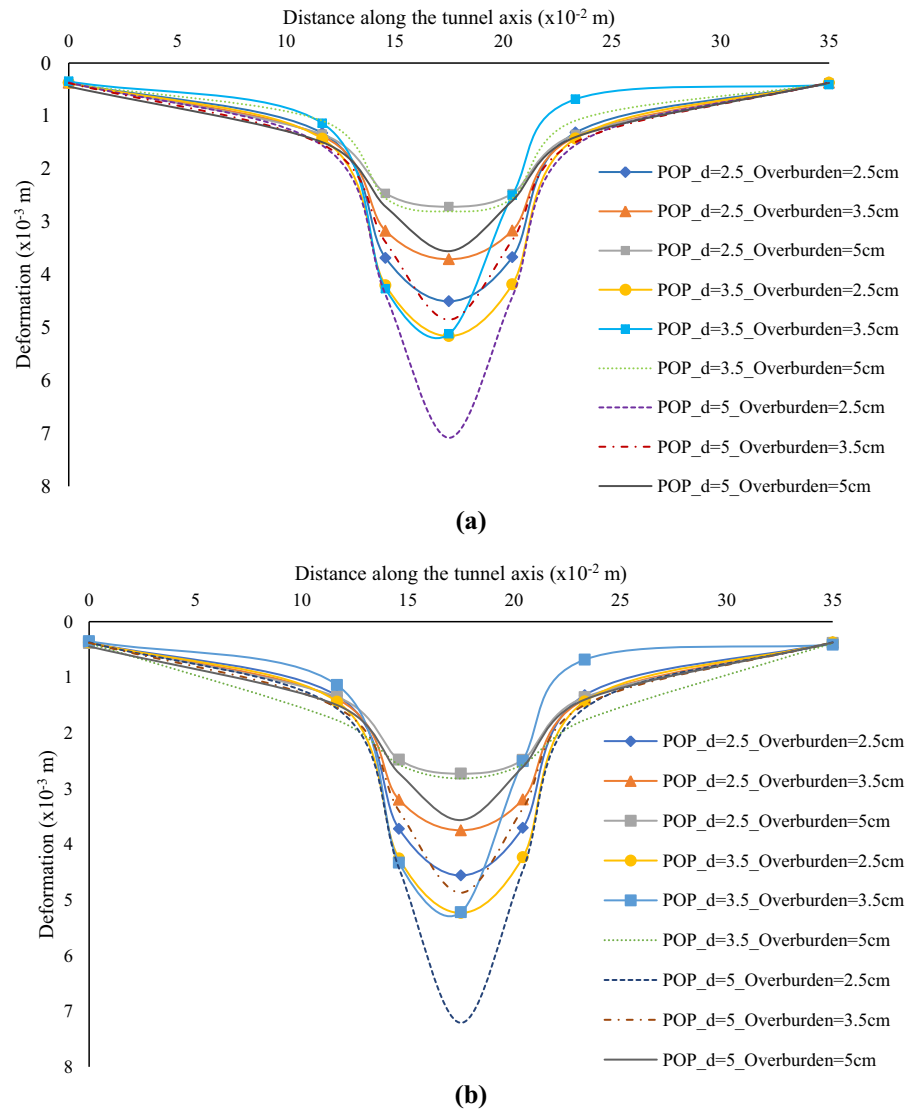 Distance along the tunnel axis (x10-2 m)
0 5 10 15 20 25 30 35
Deformation (x10-3 m)
0
1
2
3
4
5
6
7
8
POP_d=2.5_Overburden=2.5cm
POP_d=2.5_Overburden=3.5cm
POP_d=2.5_Overburden=5cm
POP_d=3.5_Overburden=2.5cm
POP_d=3.5_Overburden=3.5cm
POP_d=3.5_Overburden=5cm
POP_d=5_Overburden=2.5cm
POP_d=5_Overburden=3.5cm
POP_d=5_Overburden=5cm
(a)
Distance along the tunnel axis (x10-2 m)
0 5 10 15 20 25 30 35
Deformation (x10-3 m)
0
1
2
3
4
5
6
7
8
POP_d=2.5_Overburden=2.5cm
POP_d=2.5_Overburden=3.5cm
POP_d=2.5_Overburden=5cm
POP_d=3.5_Overburden=2.5cm
POP_d=3.5_Overburden=3.5cm
POP_d=3.5_Overburden=5cm
POP_d=5_Overburden=2.5cm
POP_d=5_Overburden=3.5cm
POP_d=5_Overburden=5cm
(b)